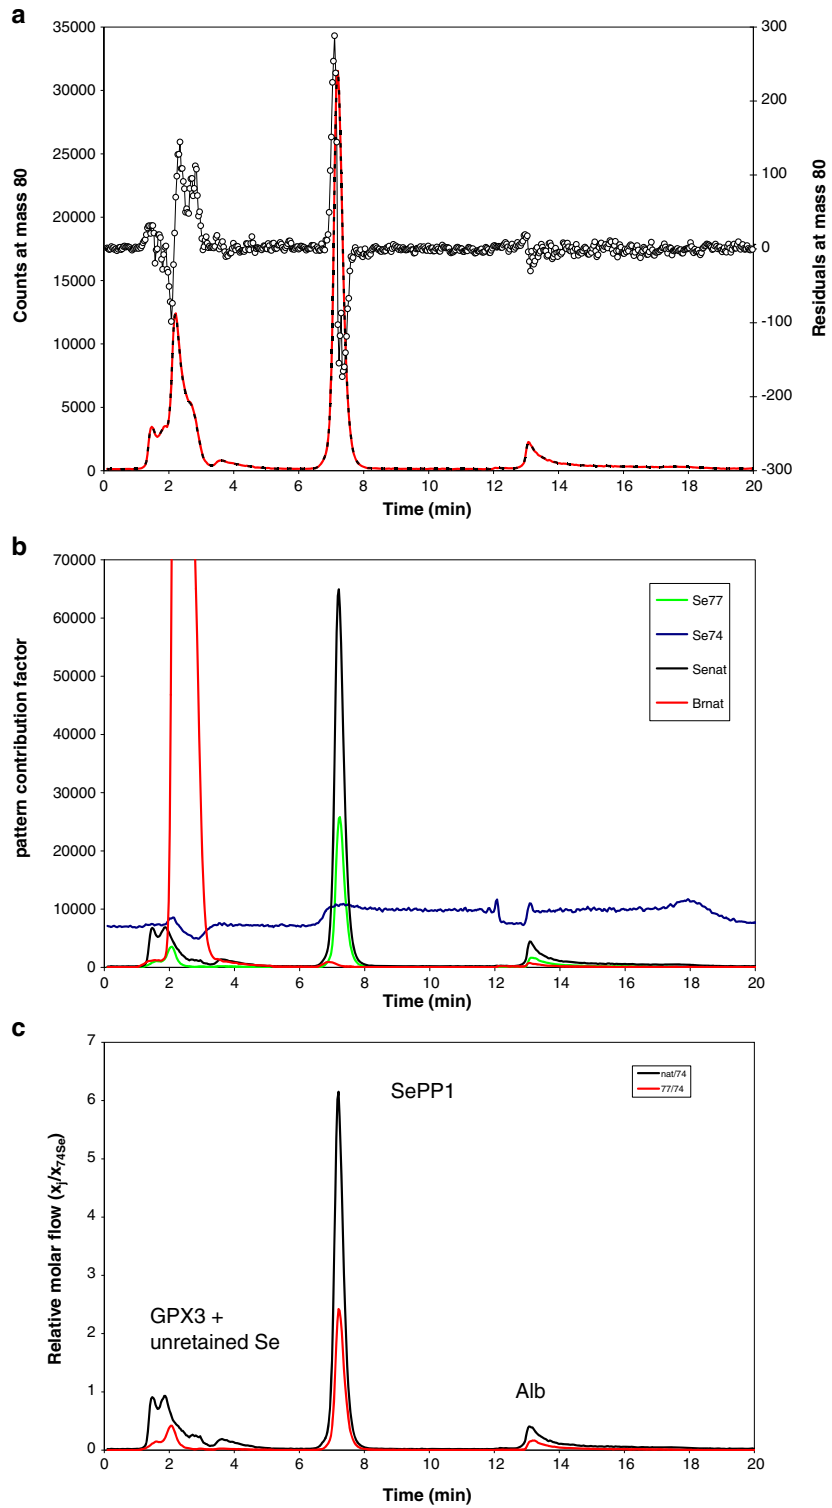 a
35000
30000
25000
20000
15000
10000
5000
0
Counts at mass 80
300
200
100
0
-100
-200
-300
Residuals at mass 80
0 2 4 6 8 10 12 14 16 18 20
Time (min)
b
70000
60000
50000
40000
30000
20000
10000
0
pattern contribution factor
Se77
Se74
Senat
Brnat
0 2 4 6 8 10 12 14 16 18 20
Time (min)
c
7
6
5
4
3
2
1
0
Relative molar flow (xi/x74Se)
SePP1
nat/74
77/74
GPX3 +
unretained Se
Alb
0 2 4 6 8 10 12 14 16 18 20
Time (min)